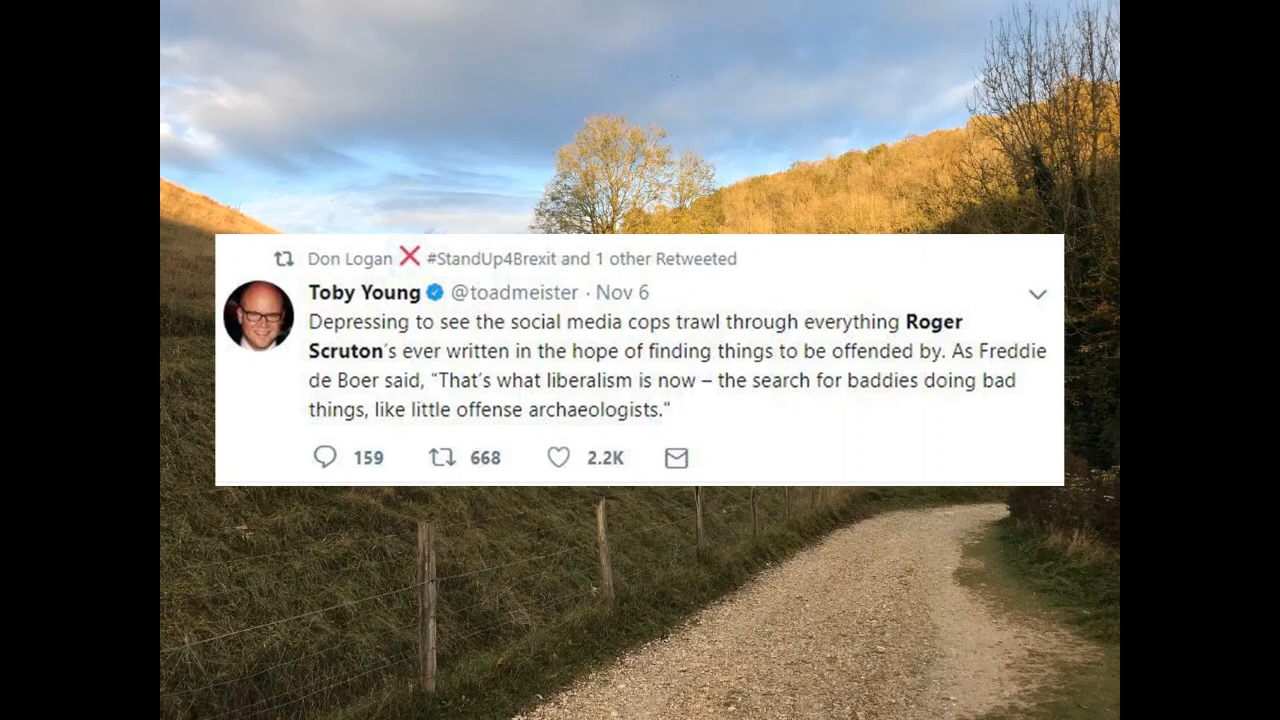 Don Logan ❌ #StandUp4Brexit and 1 other Retweeted
Toby Young @toadmeister · Nov 6
Depressing to see the social media cops trawl through everything Roger
Scruton's ever written in the hope of finding things to be offended by. As Freddie
de Boer said, "That's what liberalism is now – the search for baddies doing bad
things, like little offense archaeologists."
159 668 2.2K